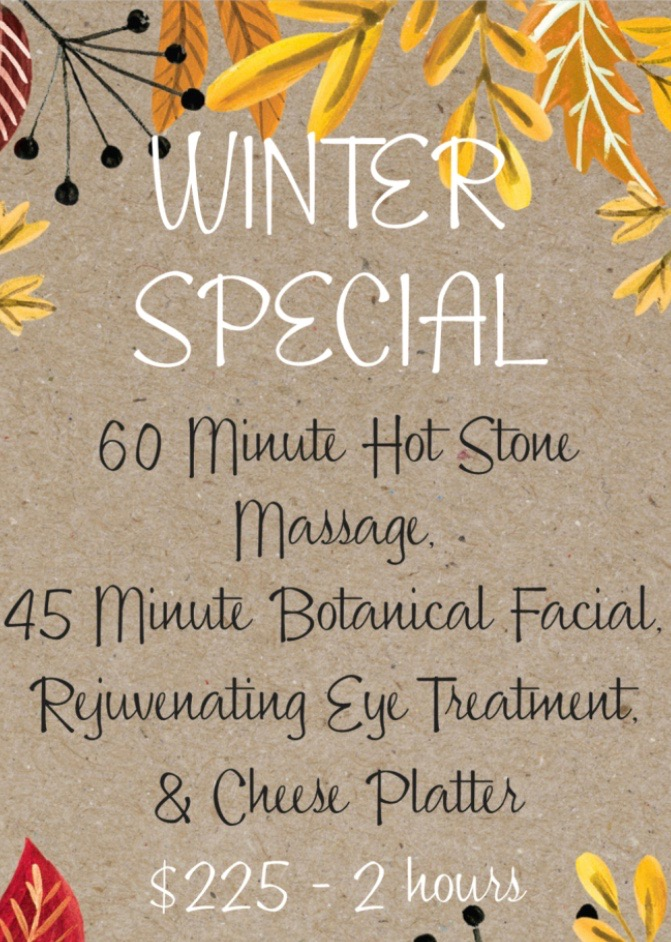 WINTER
SPECIAL
60 Minute Hot Stone
Massage,
45 Minute Botanical Facial,
Rejuvenating Eye Treatment,
& Cheese Platter
$225 - 2 hours